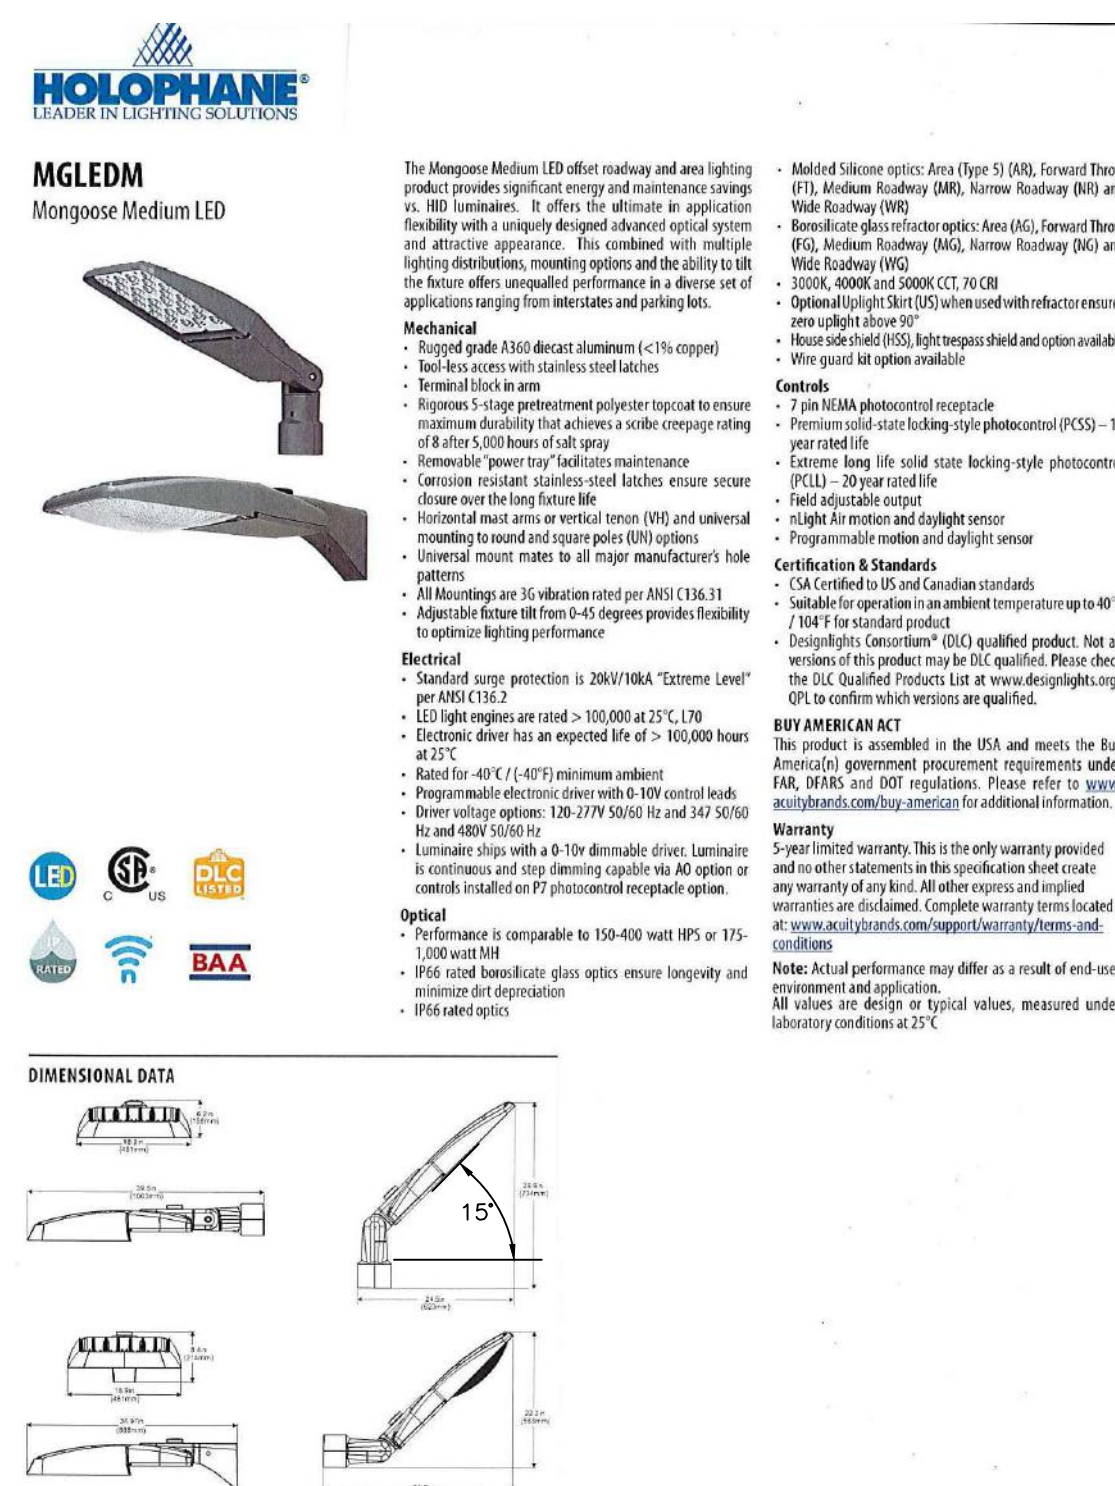 HOLOPHANE®
LEADER IN LIGHTING SOLUTIONS
MGLEDM
Mongoose Medium LED
The Mongoose Medium LED offset roadway and area lighting
product provides significant energy and maintenance savings
vs. HID luminaires. It offers the ultimate in application
flexibility with a uniquely designed advanced optical system
and attractive appearance. This combined with multiple
lighting distributions, mounting options and the ability to tilt
the fixture offers unequalled performance in a diverse set of
applications ranging from interstates and parking lots.
Mechanical
· Rugged grade A360 diecast aluminum (<1% copper)
· Tool-less access with stainless steel latches
· Terminal block in arm
· Rigorous 5-stage pretreatment polyester topcoat to ensure
maximum durability that achieves a scribe creepage rating
of 8 after 5,000 hours of salt spray
· Removable "power tray" facilitates maintenance
· Corrosion resistant stainless-steel latches ensure secure
closure over the long fixture life
· Horizontal mast arms or vertical tenon (VH) and universal
mounting to round and square poles (UN) options
· Universal mount mates to all major manufacturer's hole
patterns
· All Mountings are 3G vibration rated per ANSI C136.31
· Adjustable fixture tilt from 0-45 degrees provides flexibility
to optimize lighting performance
Electrical
· Standard surge protection is 20kV/10kA "Extreme Level"
per ANSI C136.2
· LED light engines are rated > 100,000 at 25°C, L70
· Electronic driver has an expected life of > 100,000 hours
at 25°C
· Rated for -40°C / (-40°F) minimum ambient
· Programmable electronic driver with 0-10V control leads
· Driver voltage options: 120-277V 50/60 Hz and 347 50/60
Hz and 480V 50/60 Hz
· Luminaire ships with a 0-10v dimmable driver. Luminaire
is continuous and step dimming capable via AO option or
controls installed on P7 photocontrol receptacle option.
Optical
· Performance is comparable to 150-400 watt HPS or 175-
1,000 watt MH
· IP66 rated borosilicate glass optics ensure longevity and
minimize dirt depreciation
· IP66 rated optics
· Molded Silicone optics: Area (Type 5) (AR), Forward Thro
(FT), Medium Roadway (MR), Narrow Roadway (NR) an
Wide Roadway (WR)
· Borosilicate glass refractor optics: Area (AG), Forward Thro
(FG), Medium Roadway (MG), Narrow Roadway (NG) an
Wide Roadway (WG)
· 3000K, 4000K and 5000K CCT, 70 CRI
· Optional Uplight Skirt (US) when used with refractor ensure
zero uplight above 90°
· House side shield (HSS), light trespass shield and option availab
· Wire guard kit option available
Controls
· 7 pin NEMA photocontrol receptacle
· Premium solid-state locking-style photocontrol (PCSS) – 1
year rated life
· Extreme long life solid state locking-style photocontro
(PCLL) – 20 year rated life
· Field adjustable output
· nLight Air motion and daylight sensor
· Programmable motion and daylight sensor
Certification & Standards
· CSA Certified to US and Canadian standards
· Suitable for operation in an ambient temperature up to 40°
/ 104°F for standard product
· Designlights Consortium® (DLC) qualified product. Not a
versions of this product may be DLC qualified. Please chec
the DLC Qualified Products List at www.designlights.org
QPL to confirm which versions are qualified.
BUY AMERICAN ACT
This product is assembled in the USA and meets the Bu
America(n) government procurement requirements unde
FAR, DFARS and DOT regulations. Please refer to www.
acuitybrands.com/buy-american for additional information.
Warranty
5-year limited warranty. This is the only warranty provided
and no other statements in this specification sheet create
any warranty of any kind. All other express and implied
warranties are disclaimed. Complete warranty terms located
at: www.acuitybrands.com/support/warranty/terms-and-
conditions
Note: Actual performance may differ as a result of end-use
environment and application.
All values are design or typical values, measured unde
laboratory conditions at 25°C
LED
C SA ® US
DLC
LISTED
IP
RATED
n
BAA
DIMENSIONAL DATA
6.2in
(156mm)
18.9in
(481mm)
39.5in
(1003mm)
15°
(734mm)
24.5in
(622mm)
8.4in
(214mm)
18.9in
(481mm)
(888mm)
22.2in
(563mm)